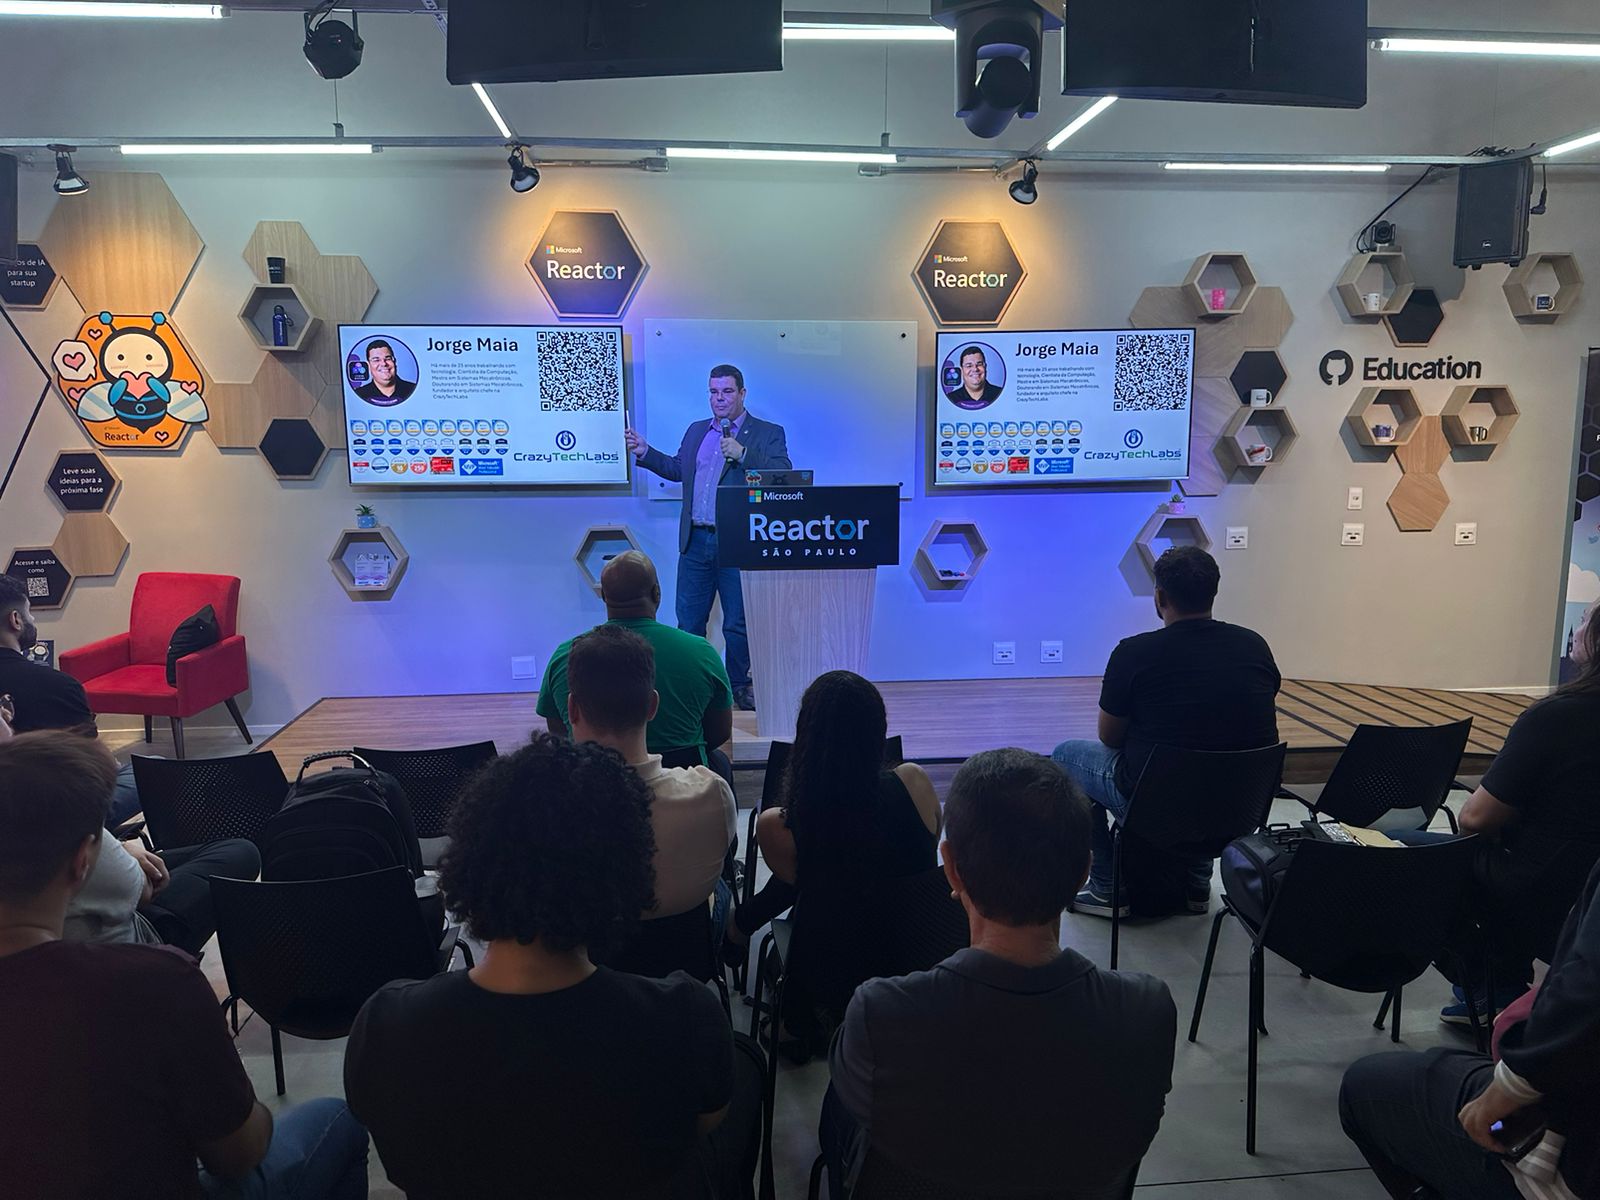 os de IA
para sua
startup
Reactor
Leve suas
ideias para a
próxima fase
Acesse e saiba
como
Microsoft
Reactor
Microsoft
Reactor
Jorge Maia
Há mais de 25 anos trabalhando com
tecnologia, Cientista da Computação,
Mestre em Sistemas Mecatrônicos,
Doutorando em Sistemas Mecatrônicos,
fundador e arquiteto chefe na
CrazyTechLabs
CrazyTechLabs
Jorge Maia
Há mais de 25 anos trabalhando com
tecnologia, Cientista da Computação,
Mestre em Sistemas Mecatrônicos,
Doutorando em Sistemas Mecatrônicos,
fundador e arquiteto chefe na
CrazyTechLabs
CrazyTechLabs
Microsoft
Reactor
SÃO PAULO
Education